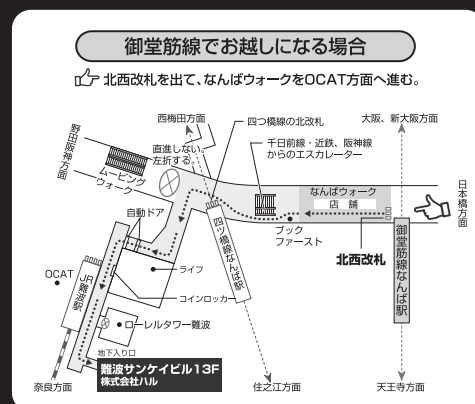 御堂筋線でお越しになる場合
北西改札を出て、なんばウォークをOCAT方面へ進む。
西梅田方面
四つ橋線の北改札
大阪、新大阪方面
野田阪神方面
直進しない。
左折する。
千日前線・近鉄、阪神線
からのエスカレーター
ムービング
ウォーク
なんばウォーク
店舗
日本橋方面
自動ドア
四ツ橋線なんば駅
ブック
ファースト
北西改札
御堂筋線なんば駅
OCAT
JR難波駅
ライフ
コインロッカー
ローレルタワー難波
地下入り口
難波サンケイビル13F
株式会社ハル
奈良方面
住之江方面
天王寺方面